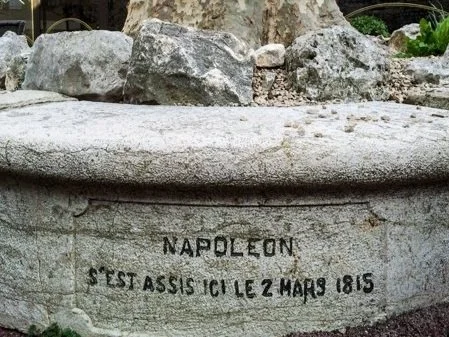 NAPOLEON
S'EST ASSIS ICI LE 2 MARS 1815